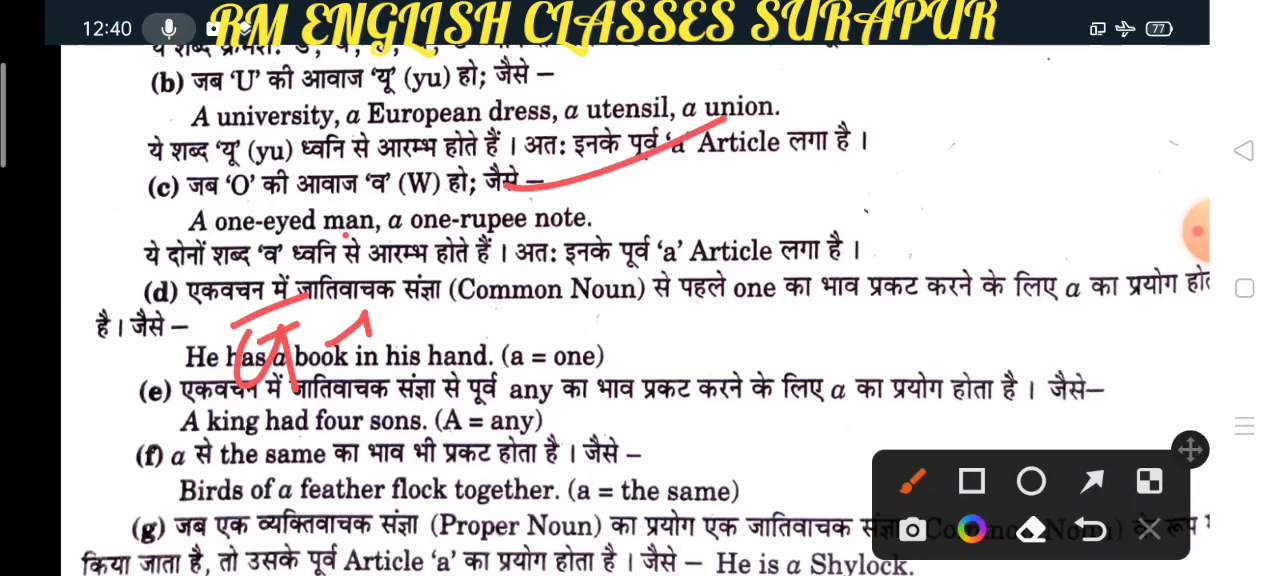 RM ENGLISH CLASSES SURAPUR
12:40
77
ये शब्द क्रमशः
(b) जब ‘U’ की आवाज ‘यू’ (yu) हो; जैसे –
A university, a European dress, a utensil, a union.
ये शब्द ‘यू’ (yu) ध्वनि से आरम्भ होते हैं । अतः इनके पूर्व ‘a’ Article लगा है ।
(c) जब ‘O’ की आवाज ‘व’ (W) हो; जैसे –
A one-eyed man, a one-rupee note.
ये दोनों शब्द ‘व’ ध्वनि से आरम्भ होते हैं । अतः इनके पूर्व ‘a’ Article लगा है ।
(d) एकवचन में जातिवाचक संज्ञा (Common Noun) से पहले one का भाव प्रकट करने के लिए a का प्रयोग
है । जैसे –
He has a book in his hand. (a = one)
(e) एकवचन में जातिवाचक संज्ञा से पूर्व any का भाव प्रकट करने के लिए a का प्रयोग होता है । जैसे–
A king had four sons. (A = any)
(f) a से the same का भाव भी प्रकट होता है । जैसे –
Birds of a feather flock together. (a = the same)
(g) जब एक व्यक्तिवाचक संज्ञा (Proper Noun) का प्रयोग एक जातिवाचक संज्ञा (Common Noun) के रूप
किया जाता है, तो उसके पूर्व Article ‘a’ का प्रयोग होता है । जैसे – He is a Shylock.